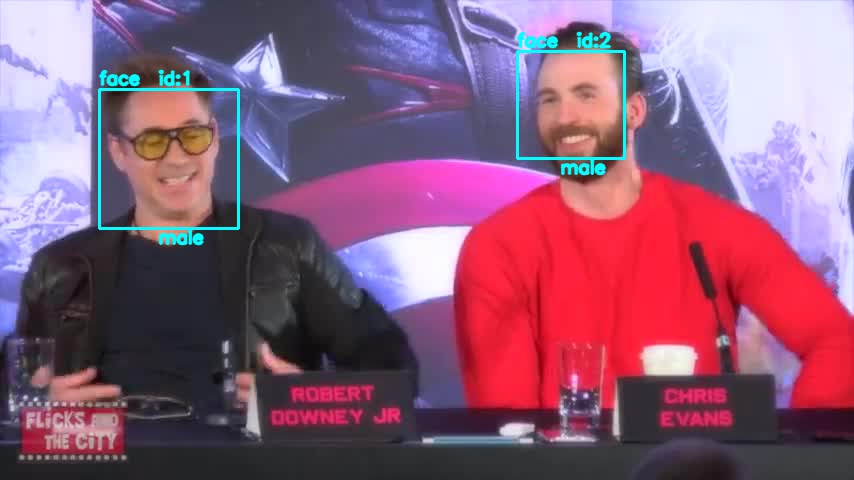 face id:2
face id:1
male
male
ROBERT
DOWNEY JR
CHRIS
EVANS
FLiCKS AND
THE CiTY